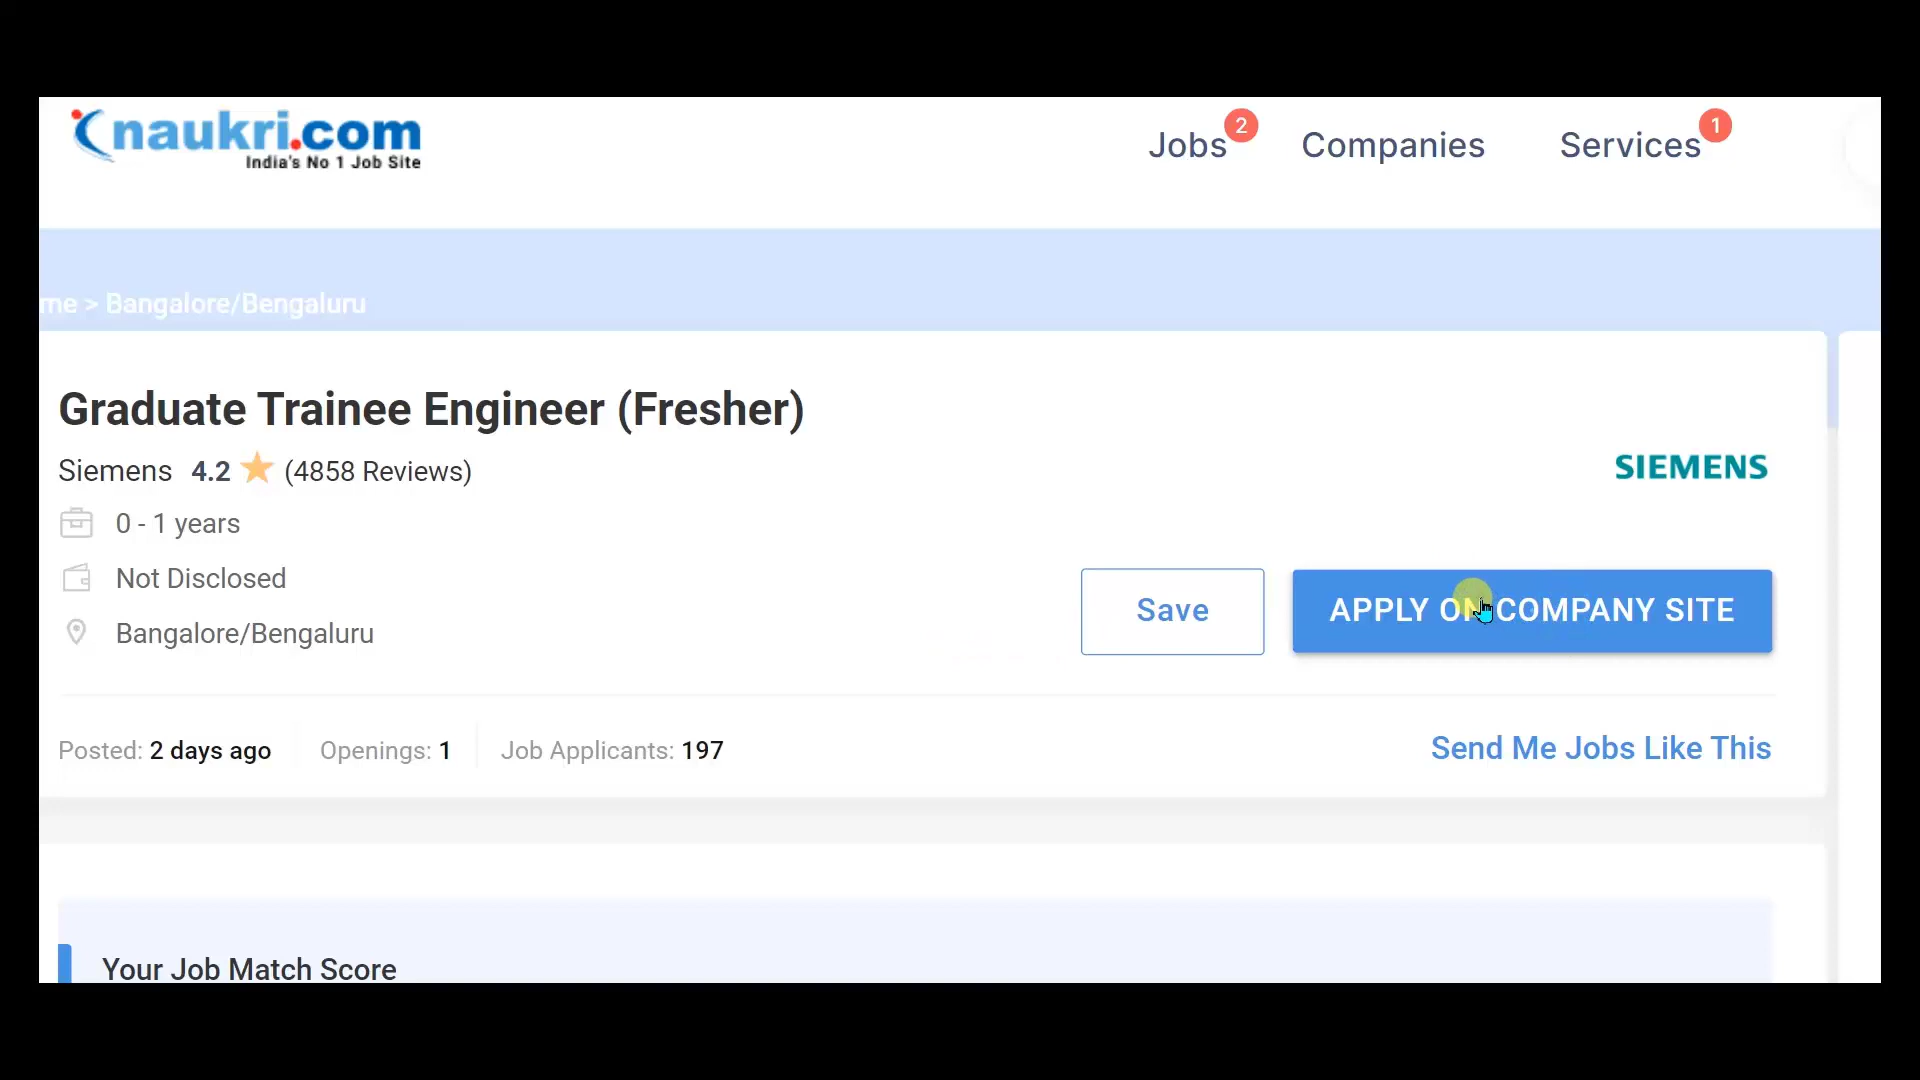 naukri.com
India's No 1 Job Site
Jobs 2 Companies Services 1
me > Bangalore/Bengaluru
Graduate Trainee Engineer (Fresher)
Siemens 4.2 (4858 Reviews)
SIEMENS
0 - 1 years
Not Disclosed
Bangalore/Bengaluru
Save APPLY ON COMPANY SITE
Posted: 2 days ago Openings: 1 Job Applicants: 197
Send Me Jobs Like This
Your Job Match Score